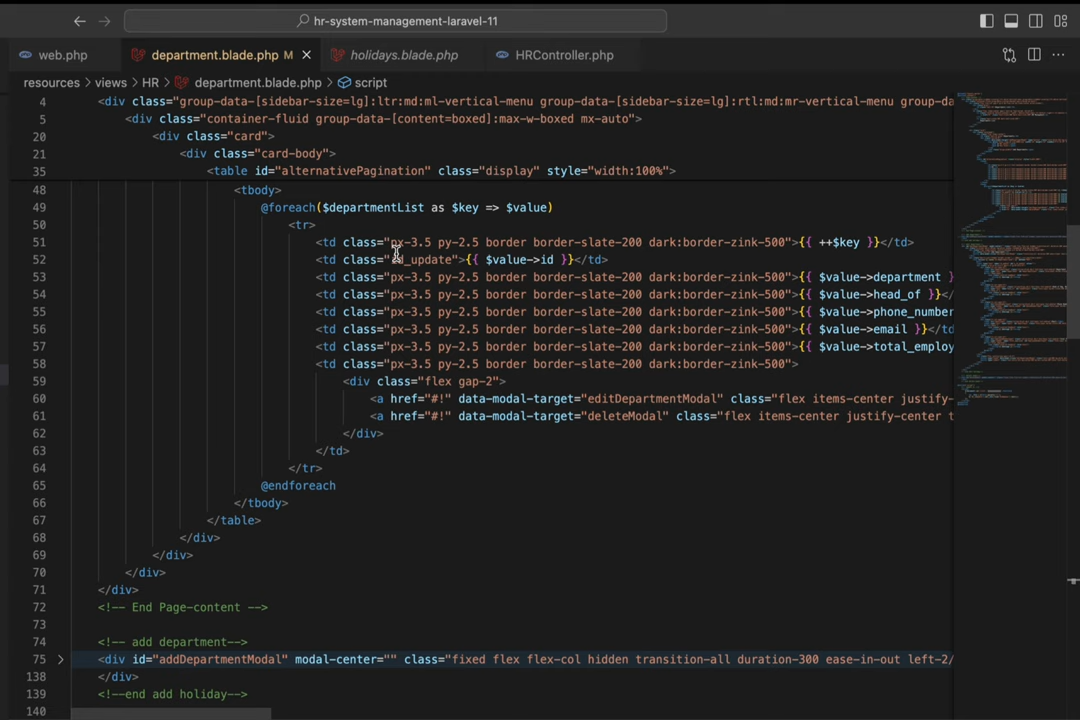 hr-system-management-laravel-11
web.php department.blade.php M holidays.blade.php HRController.php
resources > views > HR > department.blade.php > script
4 <div class="group-data-[sidebar-size=lg]:ltr:md:ml-vertical-menu group-data-[sidebar-size=lg]:rtl:md:mr-vertical-menu group-da
5 <div class="container-fluid group-data-[content=boxed]:max-w-boxed mx-auto">
20 <div class="card">
21 <div class="card-body">
35 <table id="alternativePagination" class="display" style="width:100%">
48 <tbody>
49 @foreach($departmentList as $key => $value)
50 <tr>
51 <td class="px-3.5 py-2.5 border border-slate-200 dark:border-zink-500">{{ ++$key }}</td>
52 <td class="id_update">{{ $value->id }}</td>
53 <td class="px-3.5 py-2.5 border border-slate-200 dark:border-zink-500">{{ $value->department }
54 <td class="px-3.5 py-2.5 border border-slate-200 dark:border-zink-500">{{ $value->head_of }}</
55 <td class="px-3.5 py-2.5 border border-slate-200 dark:border-zink-500">{{ $value->phone_number
56 <td class="px-3.5 py-2.5 border border-slate-200 dark:border-zink-500">{{ $value->email }}</td
57 <td class="px-3.5 py-2.5 border border-slate-200 dark:border-zink-500">{{ $value->total_employ
58 <td class="px-3.5 py-2.5 border border-slate-200 dark:border-zink-500">
59 <div class="flex gap-2">
60 <a href="#!" data-modal-target="editDepartmentModal" class="flex items-center justify-
61 <a href="#!" data-modal-target="deleteModal" class="flex items-center justify-center t
62 </div>
63 </td>
64 </tr>
65 @endforeach
66 </tbody>
67 </table>
68 </div>
69 </div>
70 </div>
71 </div>
72 <!-- End Page-content -->
73
74 <!-- add department-->
75 <div id="addDepartmentModal" modal-center="" class="fixed flex flex-col hidden transition-all duration-300 ease-in-out left-2/
138 </div>
139 <!--end add holiday-->
140